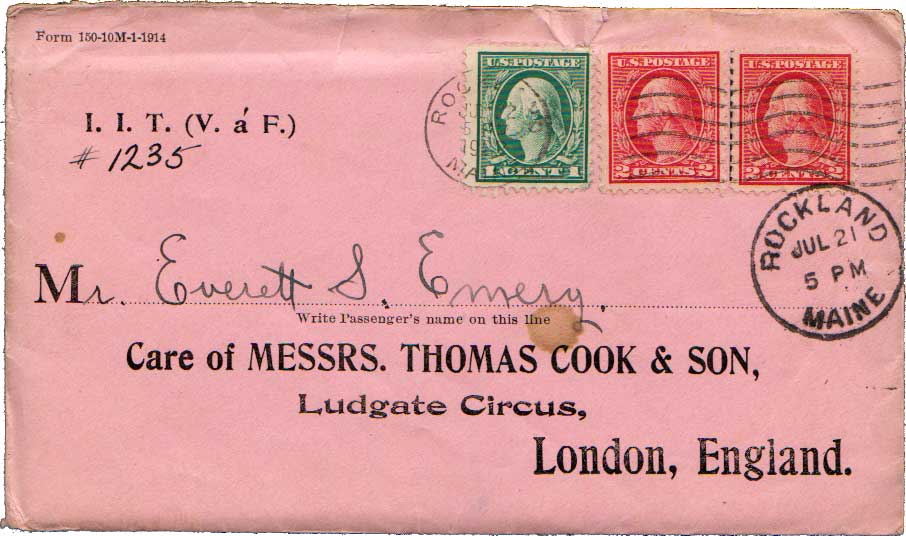 Form 150-10M-1-1914
I. I. T. (V. á F.)
# 1235
U.S. POSTAGE
1 CENT 1
U.S. POSTAGE
2 CENTS 2
U.S. POSTAGE
2 CENTS 2
ROCKLAND
JUL 21
5 PM
MAINE
Mr. Everett S. Emery.
Write Passenger's name on this line
Care of MESSRS. THOMAS COOK & SON,
Ludgate Circus,
London, England.